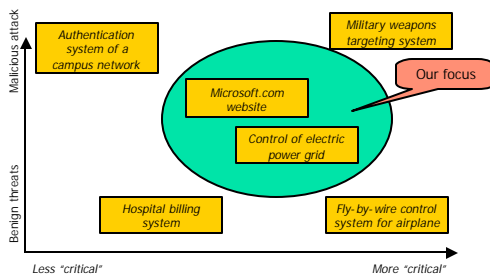 Malicious attack
Authentication
system of a
campus network
Military weapons
targeting system
Our focus
Microsoft.com
website
Control of electric
power grid
Benign threats
Hospital billing
system
Fly-by-wire control
system for airplane
Less “critical”
More “critical”